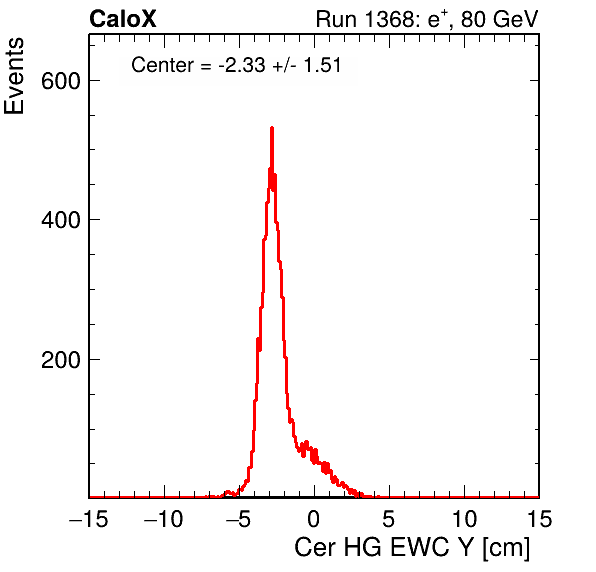 CaloX Run 1368: e⁺, 80 GeV
Center = -2.33 +/- 1.51
Events
600
400
200
−15 −10 −5 0 5 10 15
Cer HG EWC Y [cm]